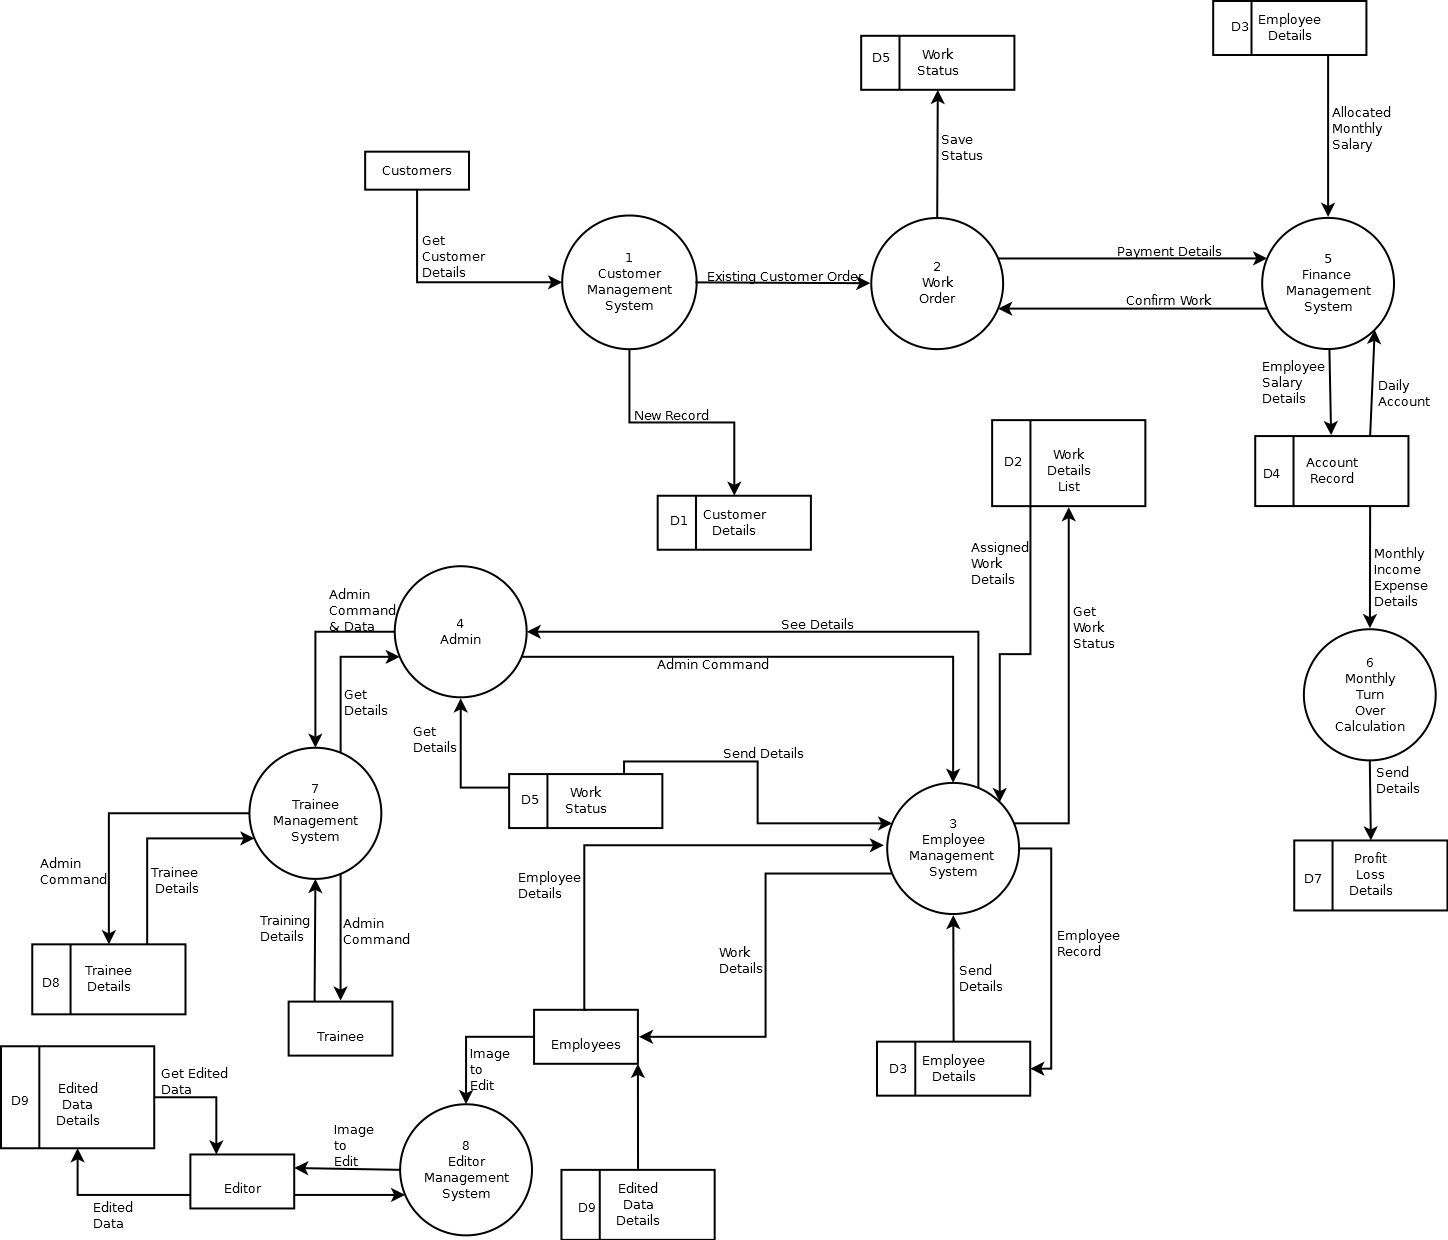 D3
Employee
Details
D5
Work
Status
Allocated
Monthly
Salary
Save
Status
Customers
Get
Customer
Details
1
Customer
Management
System
Existing Customer Order
2
Work
Order
Payment Details
Confirm Work
5
Finance
Management
System
Employee
Salary
Details
Daily
Account
New Record
D1
Customer
Details
D2
Work
Details
List
D4
Account
Record
Assigned
Work
Details
Get
Work
Status
Monthly
Income
Expense
Details
Admin
Command
& Data
4
Admin
See Details
Admin Command
6
Monthly
Turn
Over
Calculation
Get
Details
Get
Details
Send Details
Send
Details
7
Trainee
Management
System
D5
Work
Status
3
Employee
Management
System
D7
Profit
Loss
Details
Admin
Command
Trainee
Details
Training
Details
Admin
Command
Employee
Details
Work
Details
Send
Details
Employee
Record
D8
Trainee
Details
Trainee
Employees
D3
Employee
Details
D9
Edited
Data
Details
Get Edited
Data
Image
to
Edit
Image
to
Edit
8
Editor
Management
System
Editor
Edited
Data
D9
Edited
Data
Details